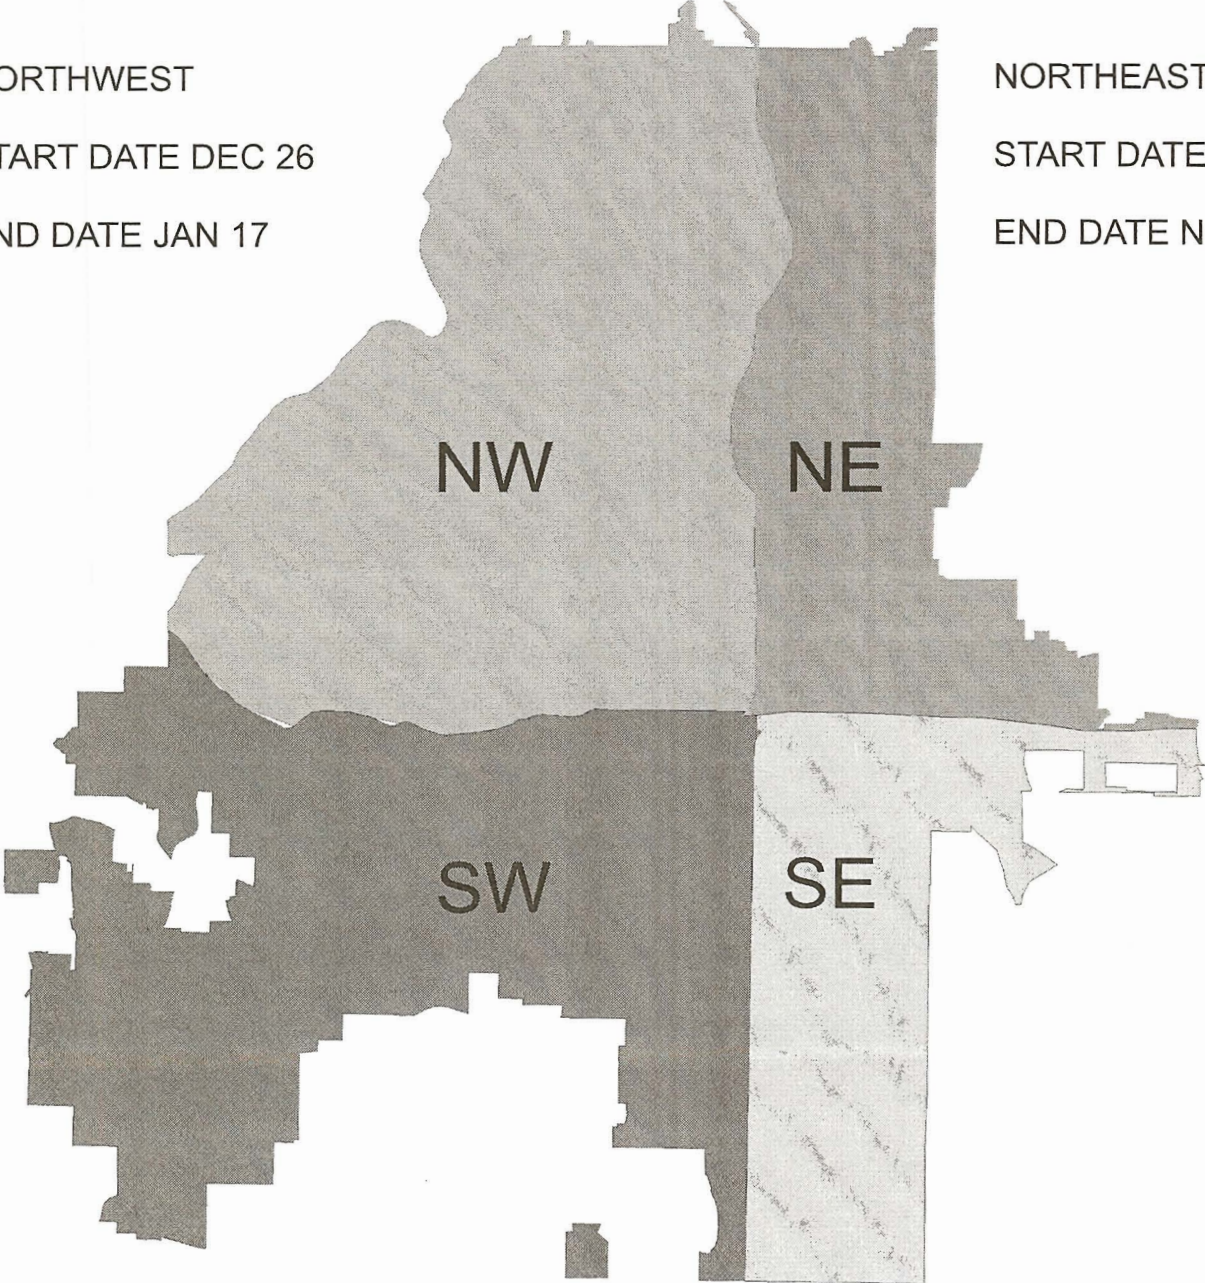 ORTHWEST
TART DATE DEC 26
ND DATE JAN 17
NORTHEAST
START DATE
END DATE N
NW
NE
SW
SE